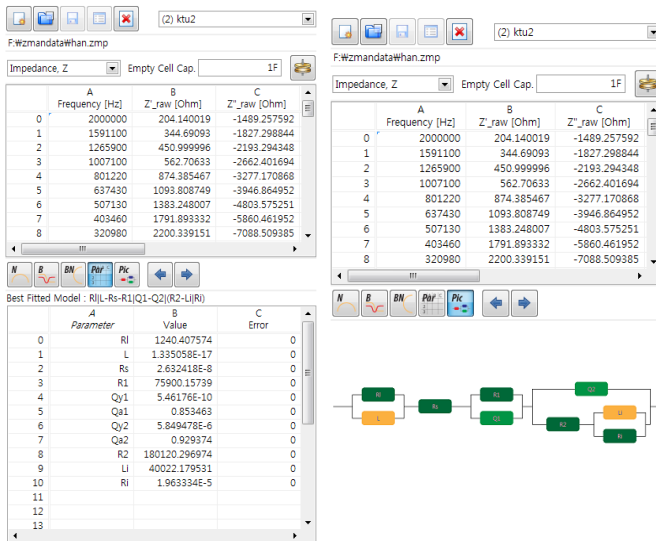 (2) ktu2
F:₩zmandata₩han.zmp
Impedance, Z Empty Cell Cap. 1F
A B C
Frequency [Hz] Z'_raw [Ohm] Z"_raw [Ohm]
0 2000000 204.140019 -1489.257592
1 1591100 344.69093 -1827.298844
2 1265900 450.999996 -2193.294348
3 1007100 562.70633 -2662.401694
4 801220 874.385467 -3277.170868
5 637430 1093.808749 -3946.864952
6 507130 1383.248007 -4803.575251
7 403460 1791.893332 -5860.461952
8 320980 2200.339151 -7088.509385
N B BN Par Pic
Best Fitted Model : Rl|L-Rs-R1|Q1-Q2|(R2-Li|Ri)
A B C
Parameter Value Error
0 Rl 1240.407574 0
1 L 1.335058E-17 0
2 Rs 2.632418E-8 0
3 R1 75900.15739 0
4 Qy1 5.46176E-10 0
5 Qa1 0.853463 0
6 Qy2 5.849478E-6 0
7 Qa2 0.929374 0
8 R2 180120.296974 0
9 Li 40022.179531 0
10 Ri 1.963334E-5 0
11
12
13
(2) ktu2
F:₩zmandata₩han.zmp
Impedance, Z Empty Cell Cap. 1F
A B C
Frequency [Hz] Z'_raw [Ohm] Z"_raw [Ohm]
0 2000000 204.140019 -1489.257592
1 1591100 344.69093 -1827.298844
2 1265900 450.999996 -2193.294348
3 1007100 562.70633 -2662.401694
4 801220 874.385467 -3277.170868
5 637430 1093.808749 -3946.864952
6 507130 1383.248007 -4803.575251
7 403460 1791.893332 -5860.461952
8 320980 2200.339151 -7088.509385
N B BN Par Pic
Rl R1 Q2
L Rs Q1 R2 Li
Ri